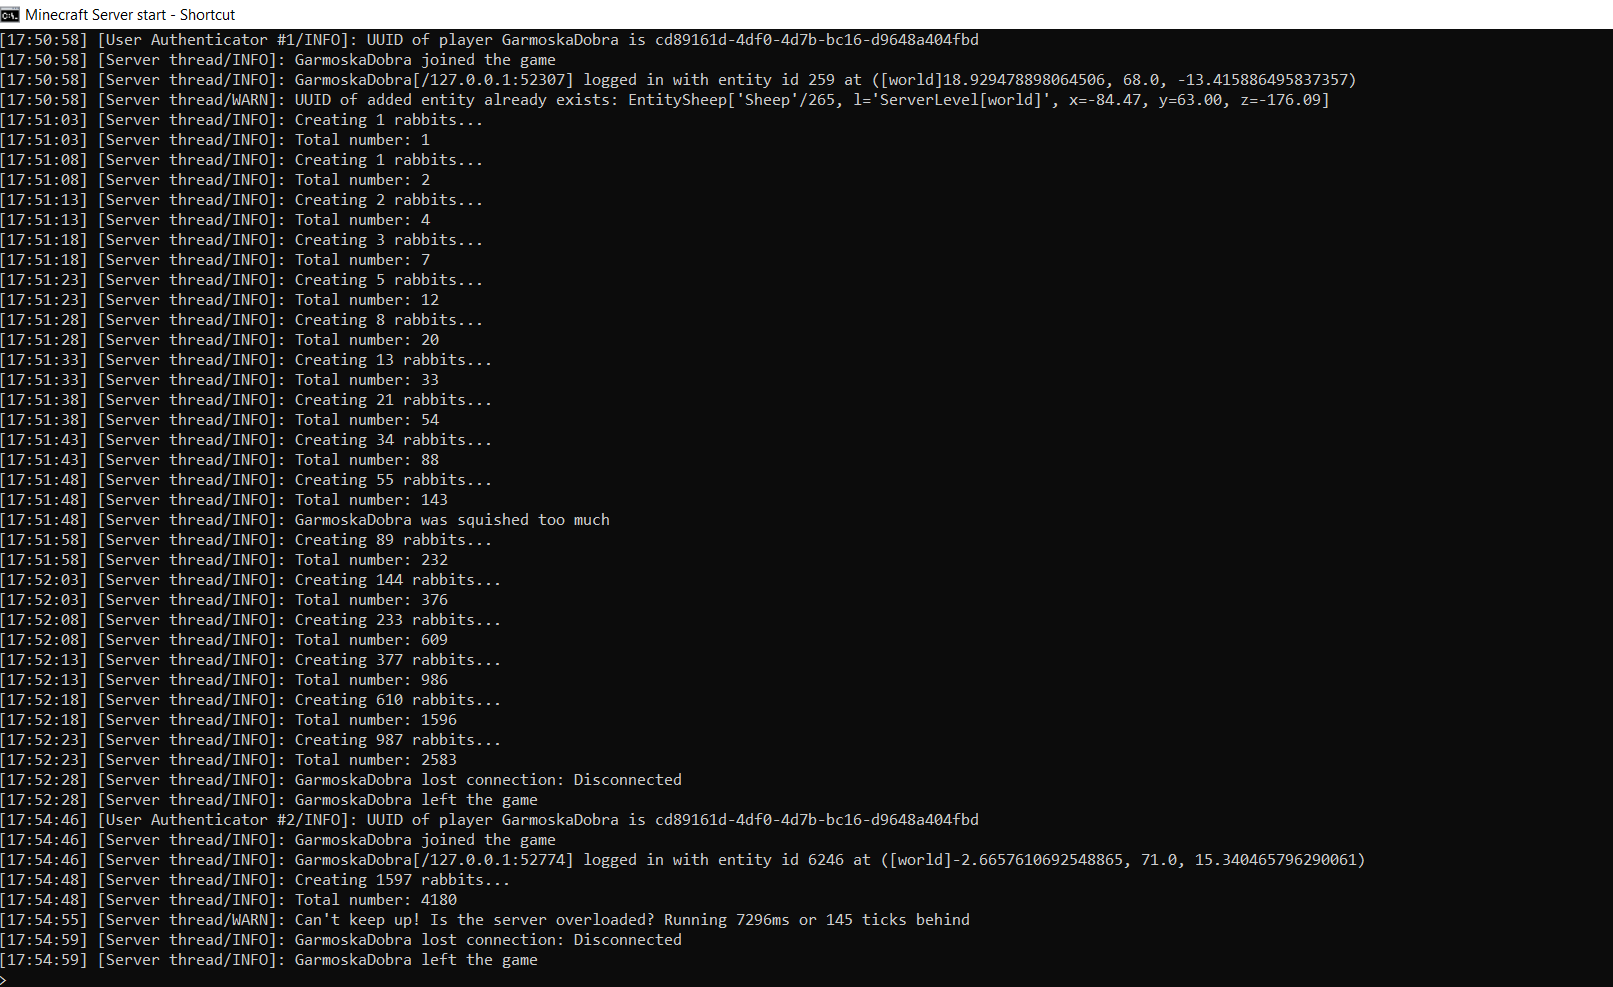 Minecraft Server start - Shortcut
[17:50:58] [User Authenticator #1/INFO]: UUID of player GarmoskaDobra is cd89161d-4df0-4d7b-bc16-d9648a404fbd
[17:50:58] [Server thread/INFO]: GarmoskaDobra joined the game
[17:50:58] [Server thread/INFO]: GarmoskaDobra[/127.0.0.1:52307] logged in with entity id 259 at ([world]18.929478898064506, 68.0, -13.415886495837357)
[17:50:58] [Server thread/WARN]: UUID of added entity already exists: EntitySheep['Sheep'/265, l='ServerLevel[world]', x=-84.47, y=63.00, z=-176.09]
[17:51:03] [Server thread/INFO]: Creating 1 rabbits...
[17:51:03] [Server thread/INFO]: Total number: 1
[17:51:08] [Server thread/INFO]: Creating 1 rabbits...
[17:51:08] [Server thread/INFO]: Total number: 2
[17:51:13] [Server thread/INFO]: Creating 2 rabbits...
[17:51:13] [Server thread/INFO]: Total number: 4
[17:51:18] [Server thread/INFO]: Creating 3 rabbits...
[17:51:18] [Server thread/INFO]: Total number: 7
[17:51:23] [Server thread/INFO]: Creating 5 rabbits...
[17:51:23] [Server thread/INFO]: Total number: 12
[17:51:28] [Server thread/INFO]: Creating 8 rabbits...
[17:51:28] [Server thread/INFO]: Total number: 20
[17:51:33] [Server thread/INFO]: Creating 13 rabbits...
[17:51:33] [Server thread/INFO]: Total number: 33
[17:51:38] [Server thread/INFO]: Creating 21 rabbits...
[17:51:38] [Server thread/INFO]: Total number: 54
[17:51:43] [Server thread/INFO]: Creating 34 rabbits...
[17:51:43] [Server thread/INFO]: Total number: 88
[17:51:48] [Server thread/INFO]: Creating 55 rabbits...
[17:51:48] [Server thread/INFO]: Total number: 143
[17:51:48] [Server thread/INFO]: GarmoskaDobra was squished too much
[17:51:58] [Server thread/INFO]: Creating 89 rabbits...
[17:51:58] [Server thread/INFO]: Total number: 232
[17:52:03] [Server thread/INFO]: Creating 144 rabbits...
[17:52:03] [Server thread/INFO]: Total number: 376
[17:52:08] [Server thread/INFO]: Creating 233 rabbits...
[17:52:08] [Server thread/INFO]: Total number: 609
[17:52:13] [Server thread/INFO]: Creating 377 rabbits...
[17:52:13] [Server thread/INFO]: Total number: 986
[17:52:18] [Server thread/INFO]: Creating 610 rabbits...
[17:52:18] [Server thread/INFO]: Total number: 1596
[17:52:23] [Server thread/INFO]: Creating 987 rabbits...
[17:52:23] [Server thread/INFO]: Total number: 2583
[17:52:28] [Server thread/INFO]: GarmoskaDobra lost connection: Disconnected
[17:52:28] [Server thread/INFO]: GarmoskaDobra left the game
[17:54:46] [User Authenticator #2/INFO]: UUID of player GarmoskaDobra is cd89161d-4df0-4d7b-bc16-d9648a404fbd
[17:54:46] [Server thread/INFO]: GarmoskaDobra joined the game
[17:54:46] [Server thread/INFO]: GarmoskaDobra[/127.0.0.1:52774] logged in with entity id 6246 at ([world]-2.6657610692548865, 71.0, 15.340465796290061)
[17:54:48] [Server thread/INFO]: Creating 1597 rabbits...
[17:54:48] [Server thread/INFO]: Total number: 4180
[17:54:55] [Server thread/WARN]: Can't keep up! Is the server overloaded? Running 7296ms or 145 ticks behind
[17:54:59] [Server thread/INFO]: GarmoskaDobra lost connection: Disconnected
[17:54:59] [Server thread/INFO]: GarmoskaDobra left the game
>